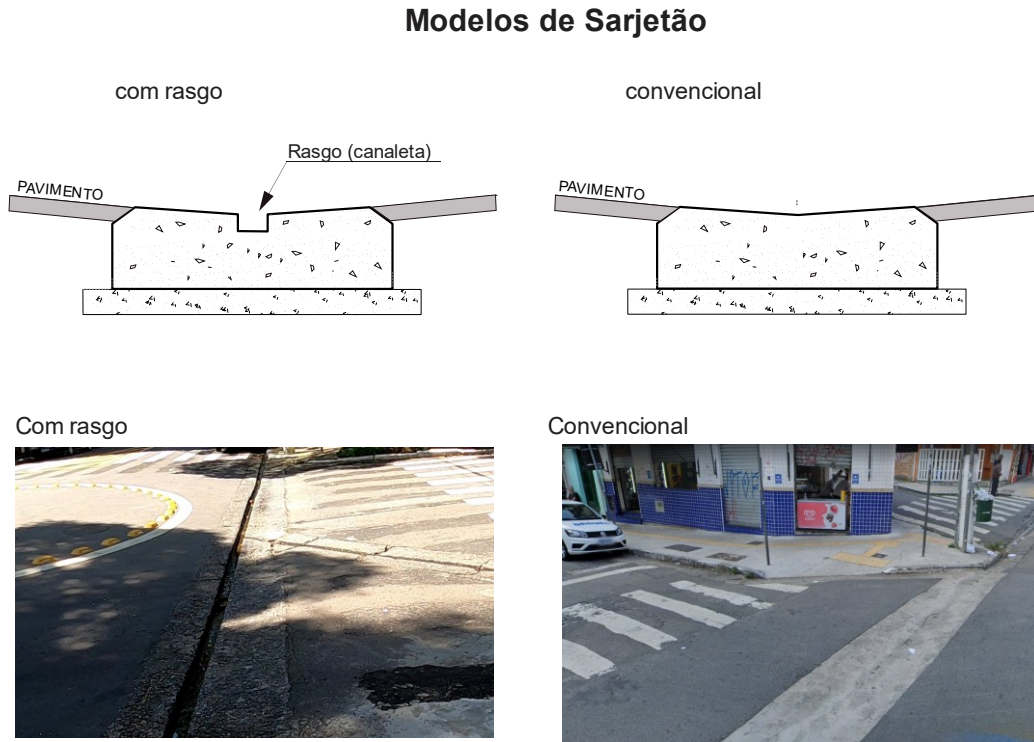 Modelos de Sarjetão
com rasgo
convencional
Rasgo (canaleta)
PAVIMENTO
PAVIMENTO
Com rasgo
Convencional